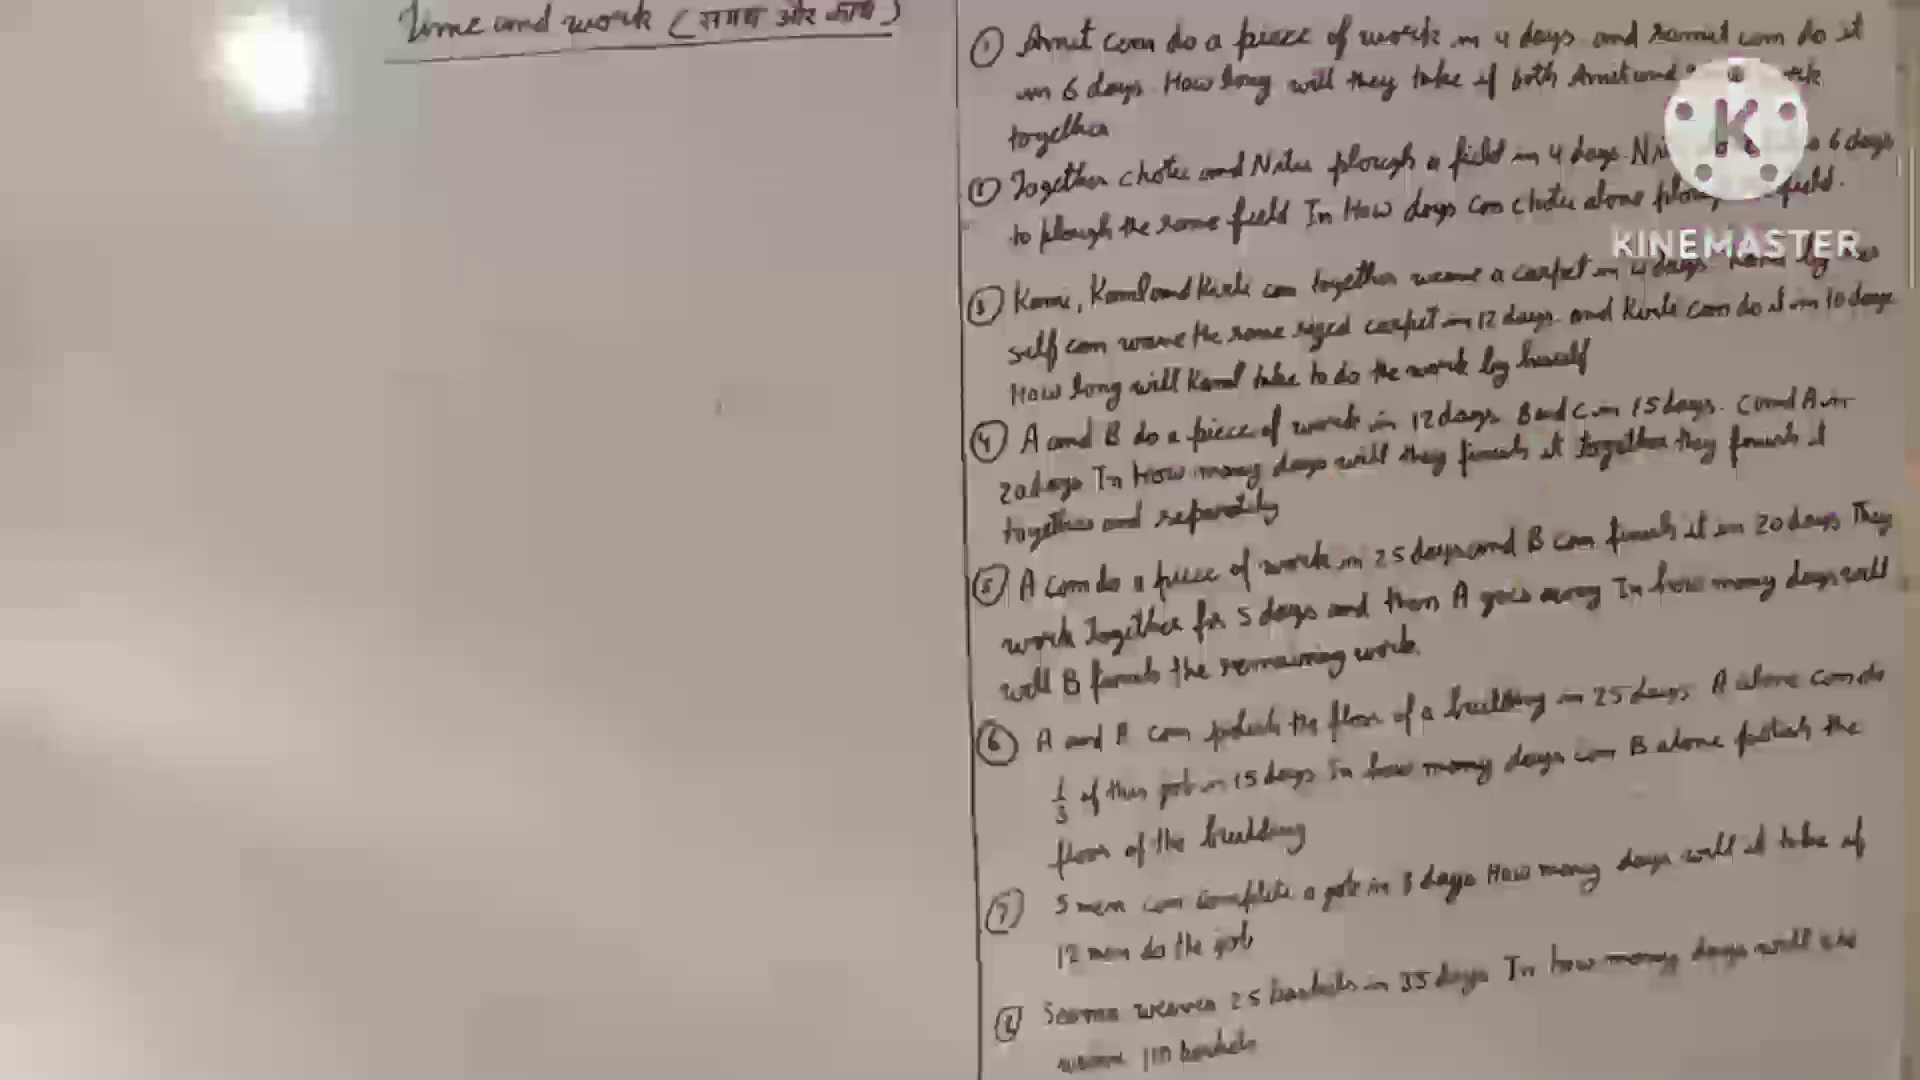 Time and work (समय और कार्य)
① Amit can do a piece of work in 4 days and ramit can do it
in 6 days. How long will they take if both Amit and
together
Together chotu and Nitu plough a field in 4 days. 6 days
to plough the same field In How days can chotu alone field.
③ Kamal and can together weave a carpet in 4 days
self can weave the same sized carpet in 12 days. and can do it in 10 days
How long will Kamal take to do the work by himself
④ A and B do a piece of work in 12 days B and C in 15 days. C and A in
20 days In how many days will they finish it together they finish it
together and separately
⑤ A can do a piece of work in 25 days and B can finish it in 20 days They
work Together for 5 days and then A goes away In how many days will
will B finish the remaining work.
⑥ A and B can polish the floor of a building in 25 days A alone can do
1/3 of this job in 15 days In how many days can B alone polish the
floor of the building
⑦ 5 men can complete a job in days How many days will it take if
12 men do the job
weaves 25 baskets in 35 days In how many days will
weave 110 baskets
K
KINEMASTER